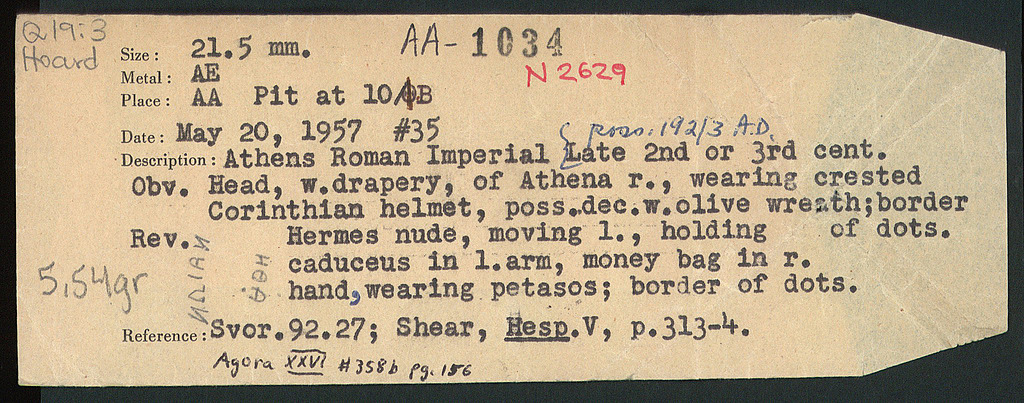 Q19:3
Hoard
Size: 21.5 mm. AA-1034
Metal: AE N2629
Place: AA Pit at 10/ B
Date: May 20, 1957 #35 poss. 192/3 A.D.
Description: Athens Roman Imperial Late 2nd or 3rd cent.
Obv. Head, w.drapery, of Athena r., wearing crested
Corinthian helmet, poss.dec.w.olive wreath;border
of dots.
Rev. Hermes nude, moving l., holding
caduceus in l.arm, money bag in r.
hand,wearing petasos; border of dots.
5,54gr
Reference: Svor.92.27; Shear, Hesp.V, p.313-4.
Agora XXVI #358b pg. 156